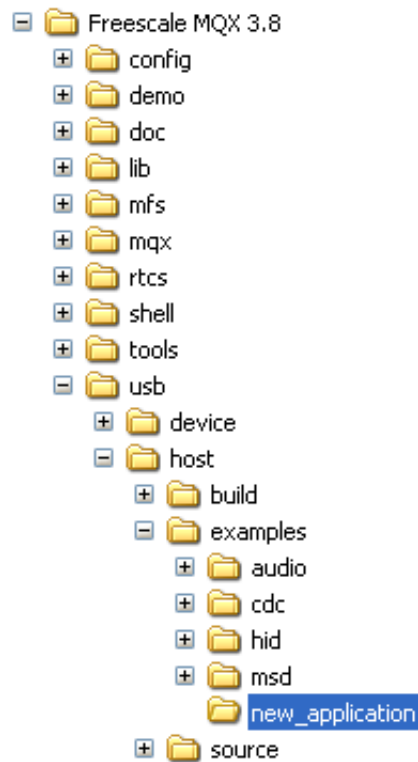 Freescale MQX 3.8
config
demo
doc
lib
mfs
mqx
rtcs
shell
tools
usb
device
host
build
examples
audio
cdc
hid
msd
new_application
source